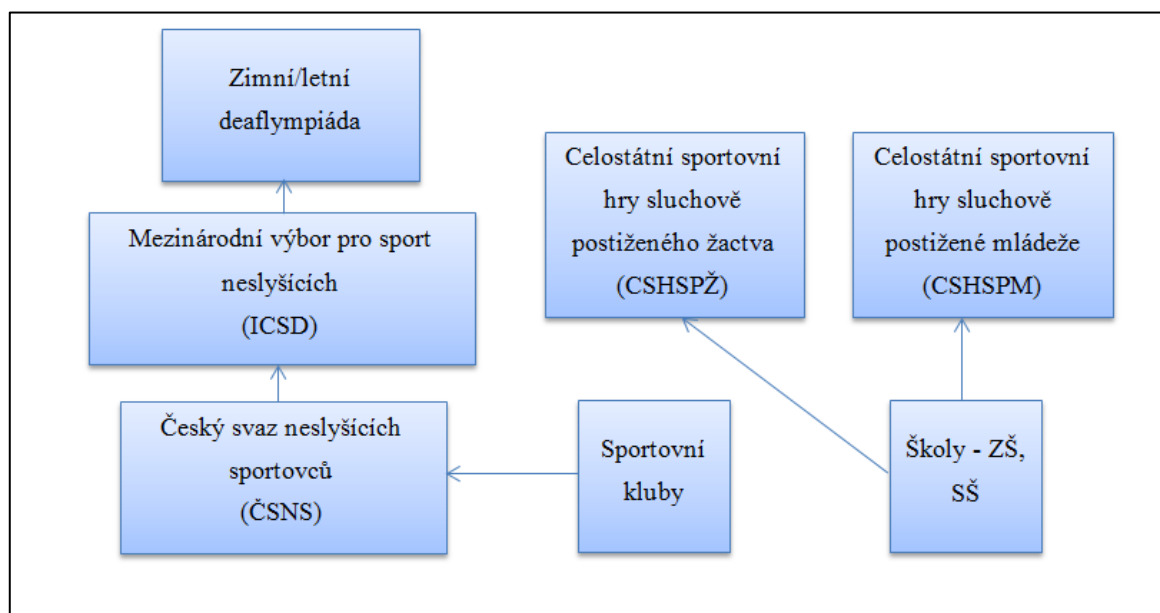 Zimní/letní
deaflympiáda
Mezinárodní výbor pro sport
neslyšících
(ICSD)
Český svaz neslyšících
sportovců
(ČSNS)
Celostátní sportovní
hry sluchově
postiženého žactva
(CSHSPŽ)
Celostátní sportovní
hry sluchově
postižené mládeže
(CSHSPM)
Sportovní
kluby
Školy - ZŠ,
SŠ